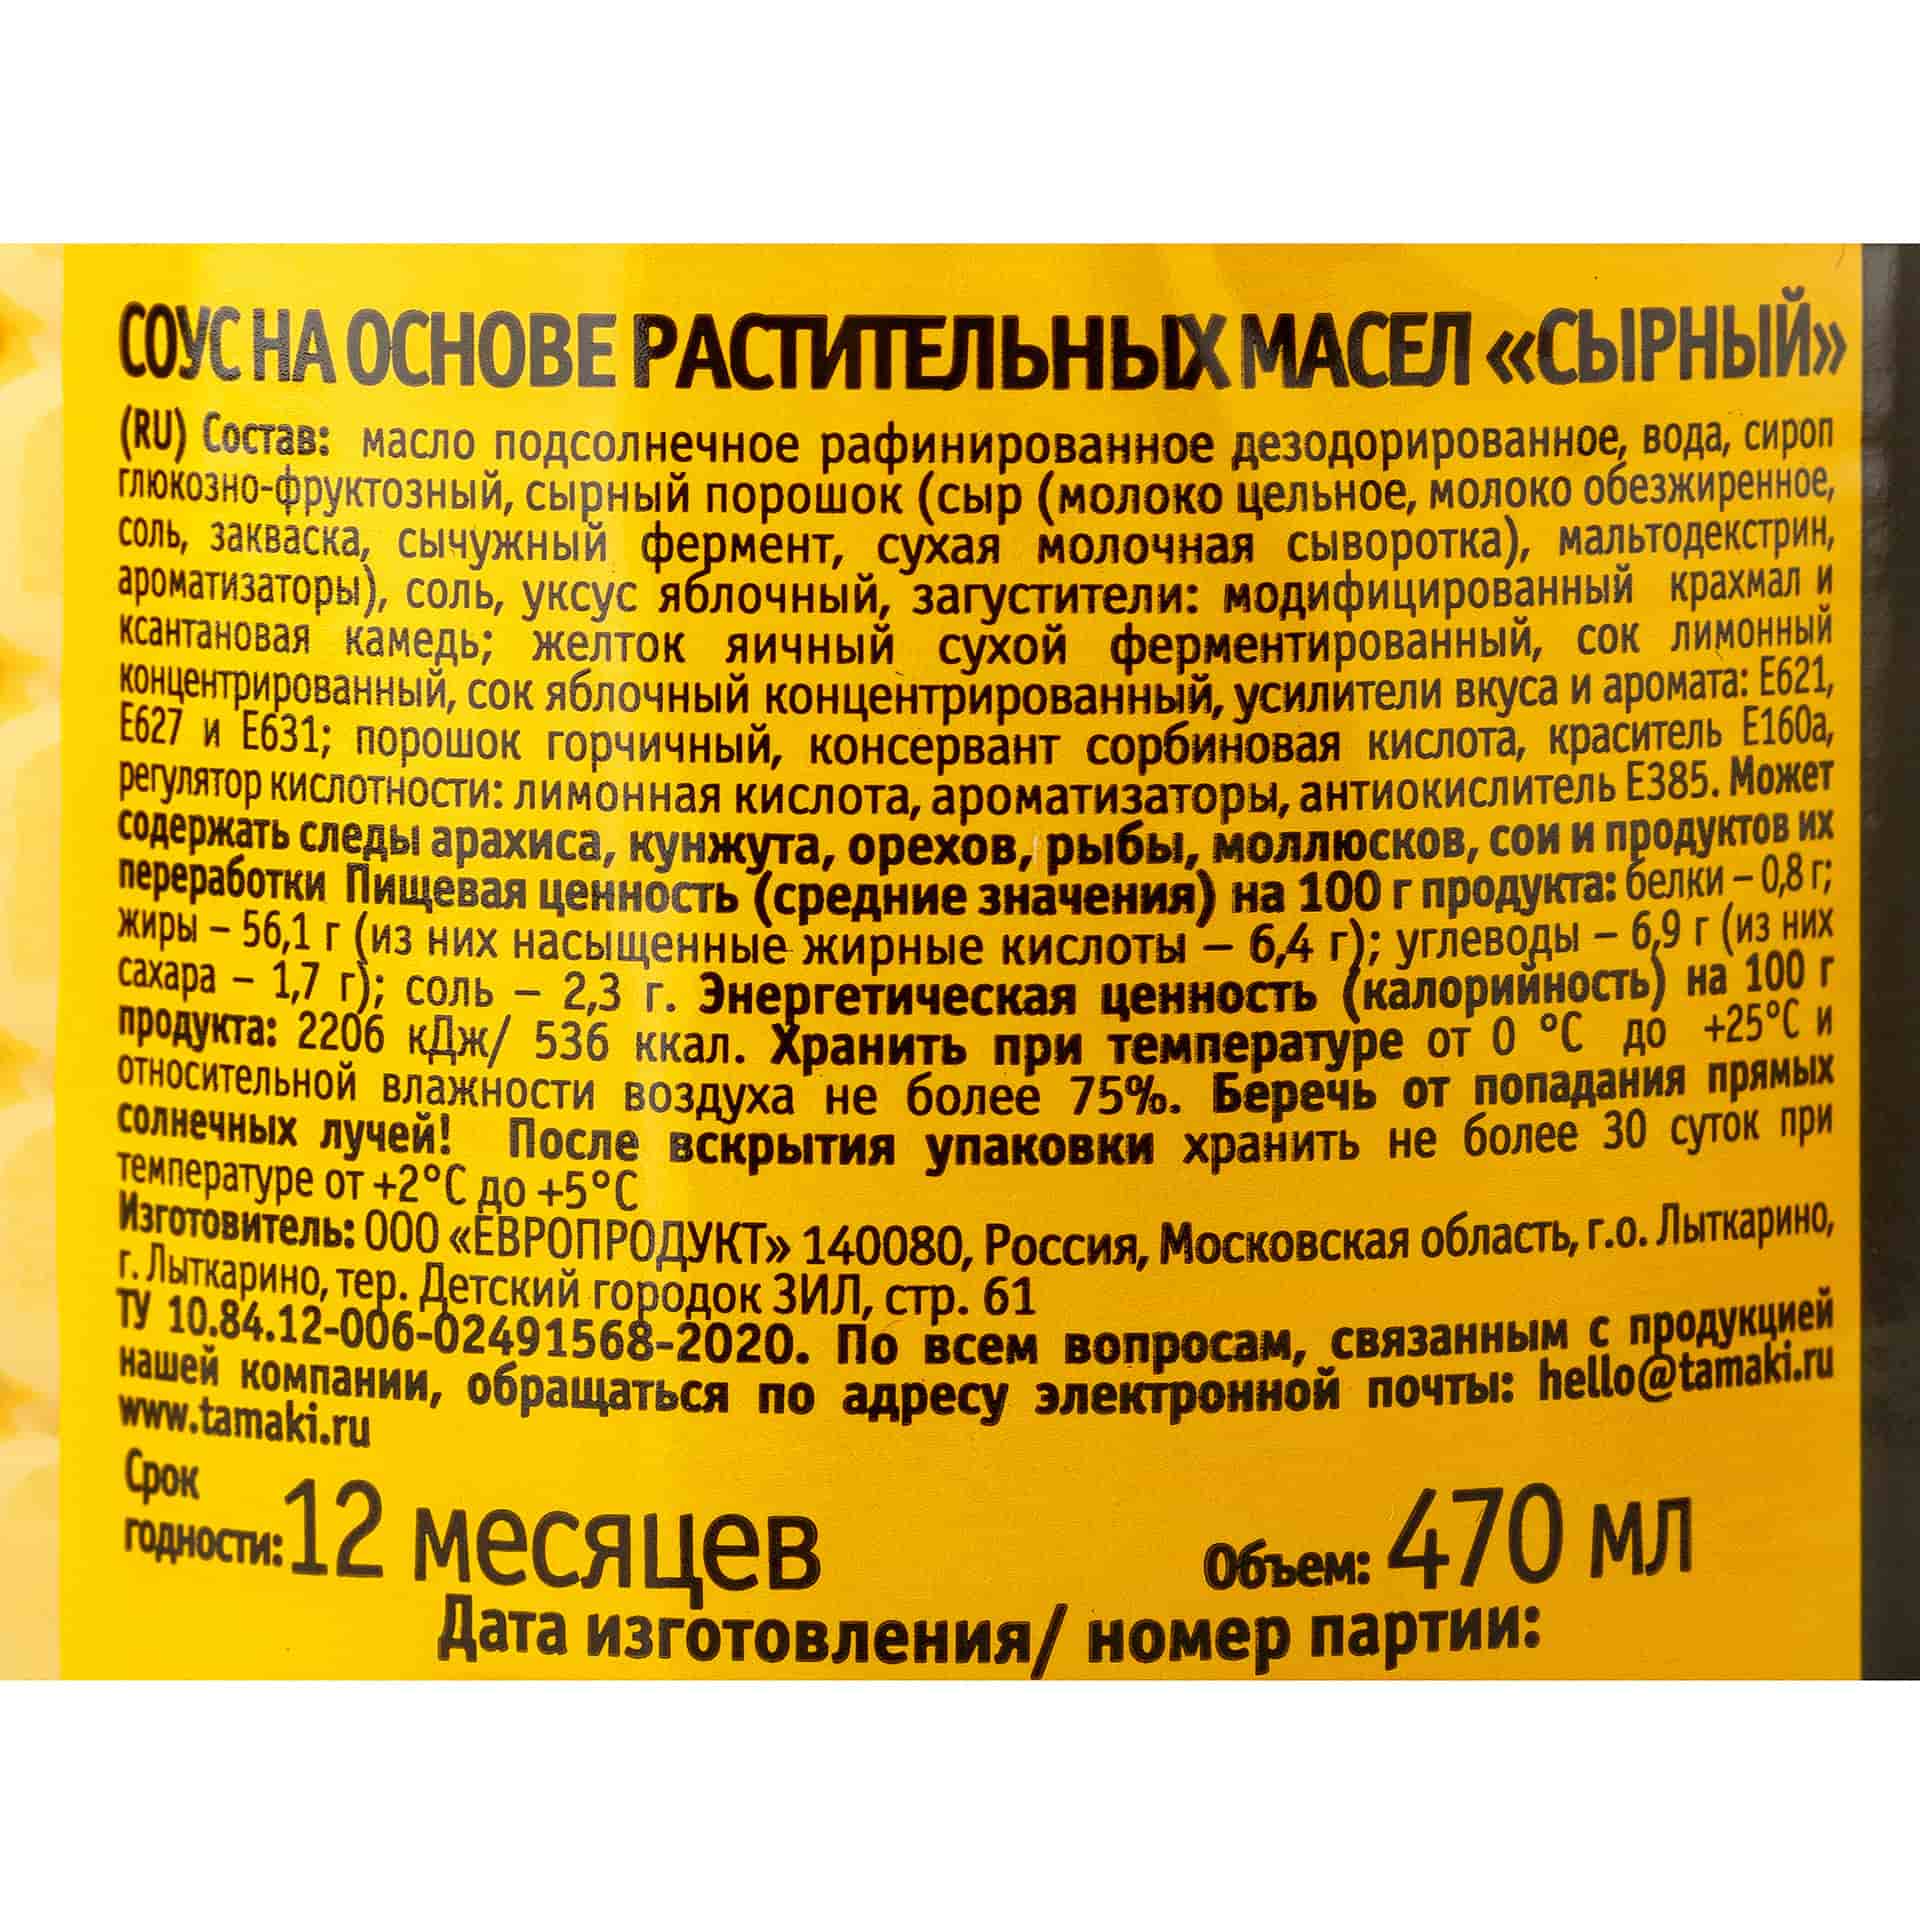 СОУС НА ОСНОВЕ РАСТИТЕЛЬНЫХ МАСЕЛ «СЫРНЫЙ»
(RU) Состав: масло подсолнечное рафинированное дезодорированное, вода, сироп
глюкозно-фруктозный, сырный порошок (сыр (молоко цельное, молоко обезжиренное,
соль, закваска, сычужный фермент, сухая молочная сыворотка), мальтодекстрин,
ароматизаторы), соль, уксус яблочный, загустители: модифицированный крахмал и
ксантановая камедь; желток яичный сухой ферментированный, сок лимонный
концентрированный, сок яблочный концентрированный, усилители вкуса и аромата: Е621,
Е627 и Е631; порошок горчичный, консервант сорбиновая кислота, краситель Е160а,
регулятор кислотности: лимонная кислота, ароматизаторы, антиокислитель Е385. Может
содержать следы арахиса, кунжута, орехов, рыбы, моллюсков, сои и продуктов их
переработки Пищевая ценность (средние значения) на 100 г продукта: белки – 0,8 г;
жиры – 56,1 г (из них насыщенные жирные кислоты – 6,4 г); углеводы – 6,9 г (из них
сахара – 1,7 г); соль – 2,3 г. Энергетическая ценность (калорийность) на 100 г
продукта: 2206 кДж/ 536 ккал. Хранить при температуре от 0 °С до +25°С и
относительной влажности воздуха не более 75%. Беречь от попадания прямых
солнечных лучей! После вскрытия упаковки хранить не более 30 суток при
температуре от +2°С до +5°С
Изготовитель: ООО «ЕВРОПРОДУКТ» 140080, Россия, Московская область, г.о. Лыткарино,
г. Лыткарино, тер. Детский городок ЗИЛ, стр. 61
ТУ 10.84.12-006-02491568-2020. По всем вопросам, связанным с продукцией
нашей компании, обращаться по адресу электронной почты: hello@tamaki.ru
www.tamaki.ru
Срок
годности: 12 месяцев Объем: 470 мл
Дата изготовления/ номер партии: